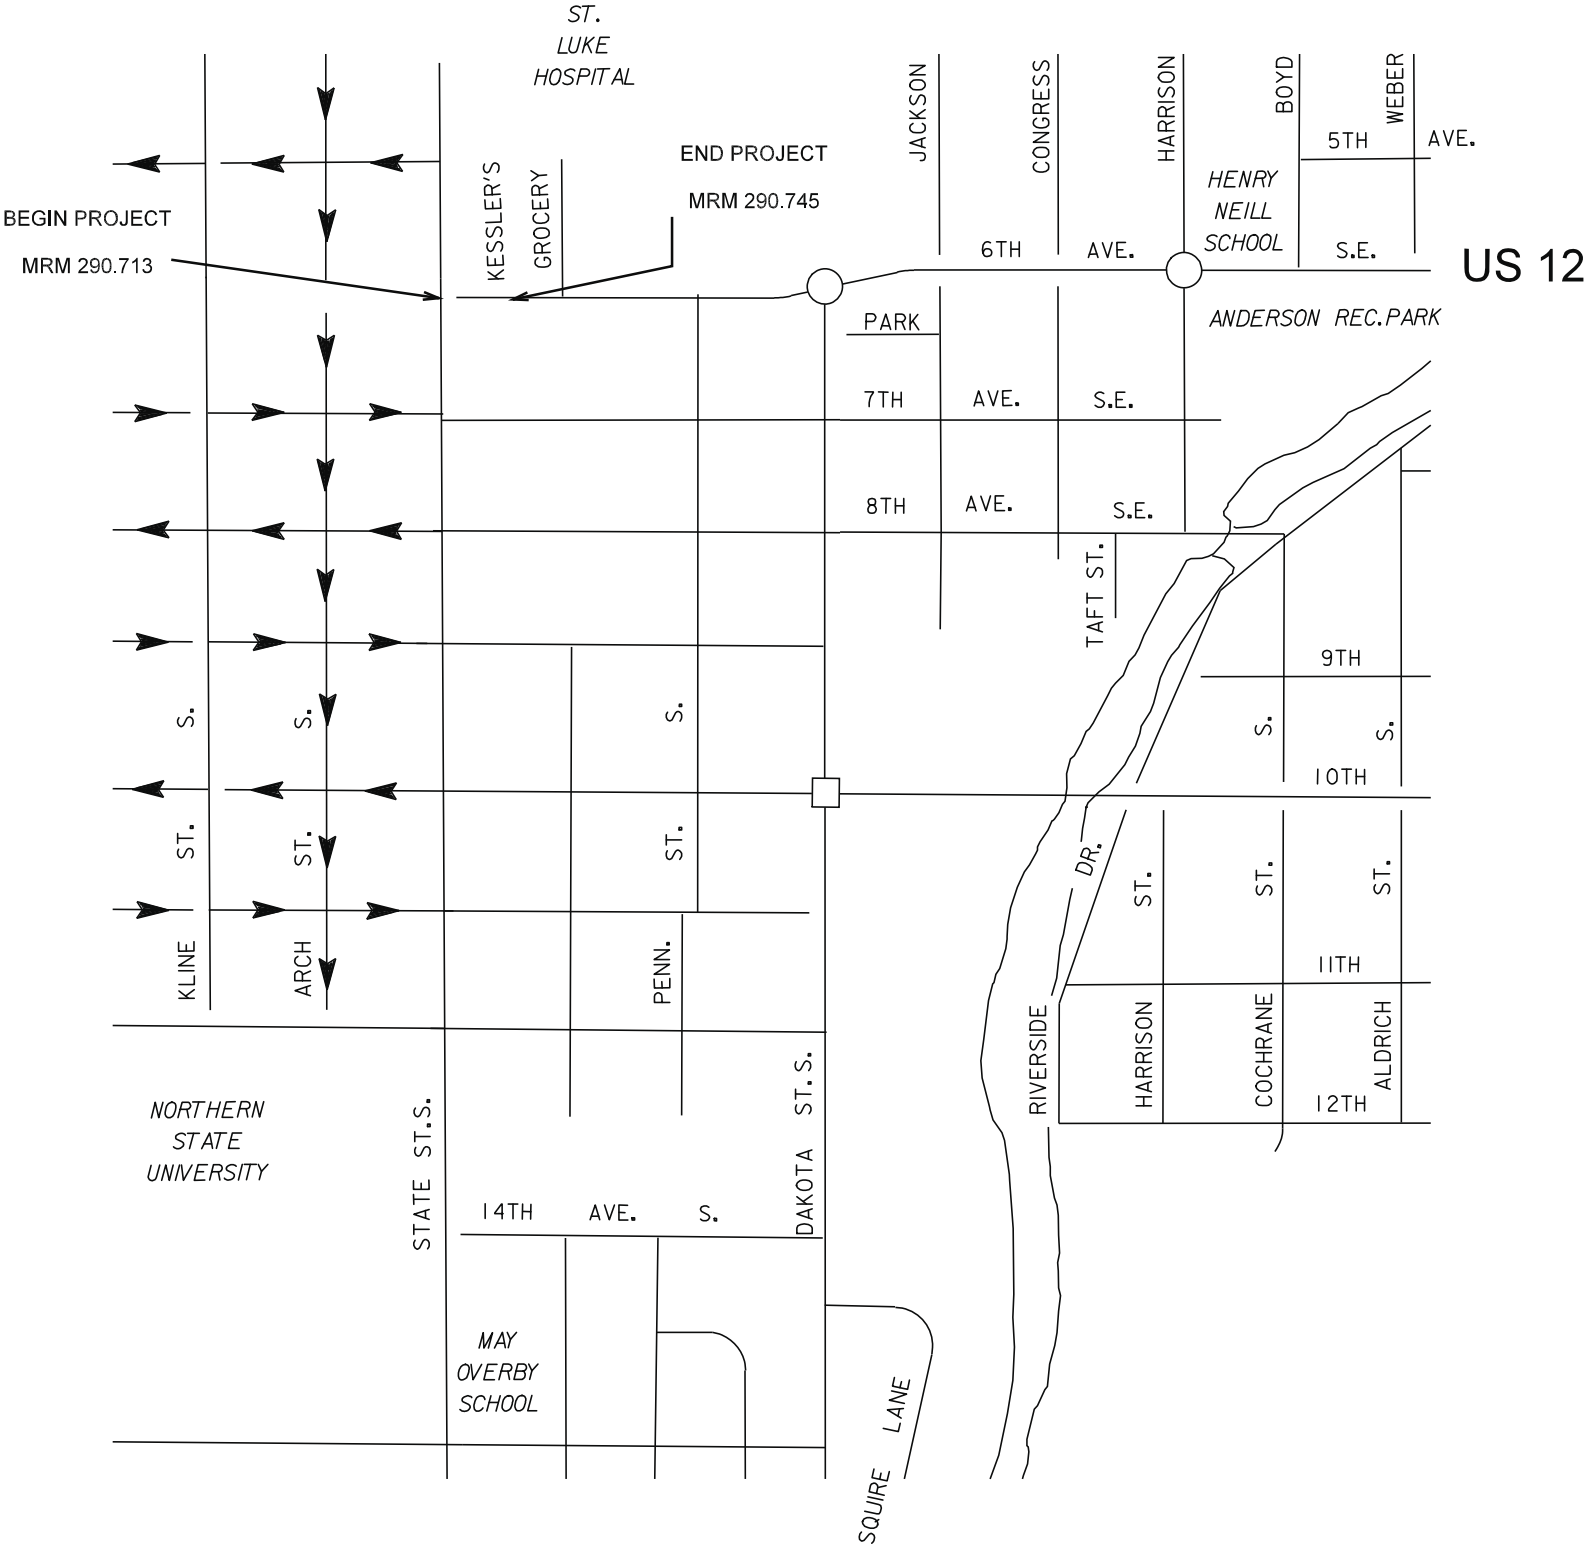 ST.
LUKE
HOSPITAL
JACKSON
CONGRESS
HARRISON
BOYD
WEBER
5TH AVE.
END PROJECT
MRM 290.745
KESSLER'S
GROCERY
HENRY
NEILL
SCHOOL
BEGIN PROJECT
MRM 290.713
6TH AVE. S.E.
US 12
PARK
ANDERSON REC.PARK
7TH AVE. S.E.
8TH AVE. S.E.
TAFT ST.
9TH
10TH
KLINE ST. S.
ARCH ST. S.
PENN. ST. S.
RIVERSIDE DR.
HARRISON ST.
COCHRANE ST. S.
ALDRICH ST. S.
11TH
12TH
NORTHERN
STATE
UNIVERSITY
STATE ST.S.
DAKOTA ST.S.
14TH AVE. S.
MAY
OVERBY
SCHOOL
SQUIRE LANE